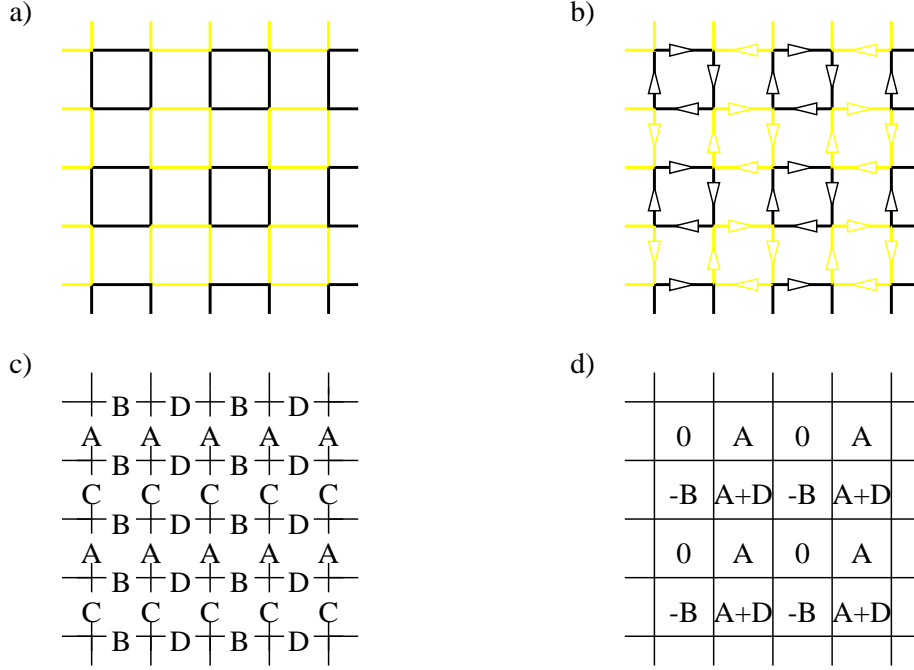 a)
b)
c)
B D B D
A A A A A
B D B D
C C C C C
B D B D
A A A A A
B D B D
C C C C C
B D B D
d)
0 A 0 A
-B A+D -B A+D
0 A 0 A
-B A+D -B A+D